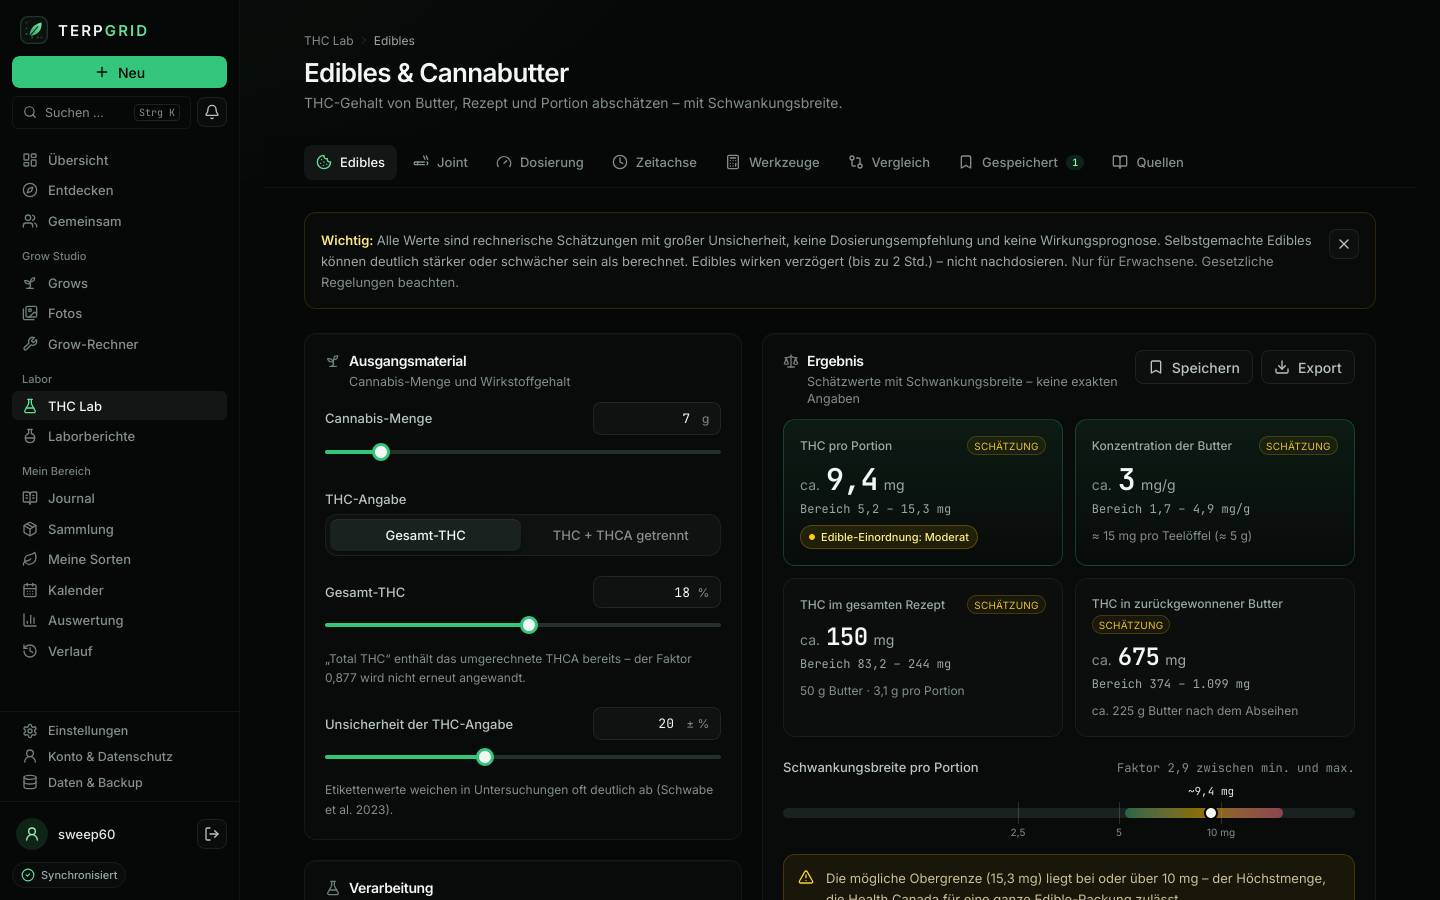 TERPGRID
Neu
Suchen ...
Strg K
Übersicht
Entdecken
Gemeinsam
Grow Studio
Grows
Fotos
Grow-Rechner
Labor
THC Lab
Laborberichte
Mein Bereich
Journal
Sammlung
Meine Sorten
Kalender
Auswertung
Verlauf
Einstellungen
Konto & Datenschutz
Daten & Backup
sweep60
Synchronisiert
THC Lab › Edibles
Edibles & Cannabutter
THC-Gehalt von Butter, Rezept und Portion abschätzen – mit Schwankungsbreite.
Edibles
Joint
Dosierung
Zeitachse
Werkzeuge
Vergleich
Gespeichert 1
Quellen
Wichtig: Alle Werte sind rechnerische Schätzungen mit großer Unsicherheit, keine Dosierungsempfehlung und keine Wirkungsprognose. Selbstgemachte Edibles
können deutlich stärker oder schwächer sein als berechnet. Edibles wirken verzögert (bis zu 2 Std.) – nicht nachdosieren. Nur für Erwachsene. Gesetzliche
Regelungen beachten.
Ausgangsmaterial
Cannabis-Menge und Wirkstoffgehalt
Cannabis-Menge
7 g
THC-Angabe
Gesamt-THC
THC + THCA getrennt
Gesamt-THC
18 %
„Total THC“ enthält das umgerechnete THCA bereits – der Faktor
0,877 wird nicht erneut angewandt.
Unsicherheit der THC-Angabe
20 ± %
Etikettenwerte weichen in Untersuchungen oft deutlich ab (Schwabe
et al. 2023).
Verarbeitung
Ergebnis
Schätzwerte mit Schwankungsbreite – keine exakten
Angaben
Speichern
Export
THC pro Portion
SCHÄTZUNG
ca. 9,4 mg
Bereich 5,2 – 15,3 mg
Edible-Einordnung: Moderat
Konzentration der Butter
SCHÄTZUNG
ca. 3 mg/g
Bereich 1,7 – 4,9 mg/g
≈ 15 mg pro Teelöffel (≈ 5 g)
THC im gesamten Rezept
SCHÄTZUNG
ca. 150 mg
Bereich 83,2 – 244 mg
50 g Butter · 3,1 g pro Portion
THC in zurückgewonnener Butter
SCHÄTZUNG
ca. 675 mg
Bereich 374 – 1.099 mg
ca. 225 g Butter nach dem Abseihen
Schwankungsbreite pro Portion
Faktor 2,9 zwischen min. und max.
~9,4 mg
2,5
5
10 mg
Die mögliche Obergrenze (15,3 mg) liegt bei oder über 10 mg – der Höchstmenge,
die Health Canada für eine ganze Edible-Packung zulässt.